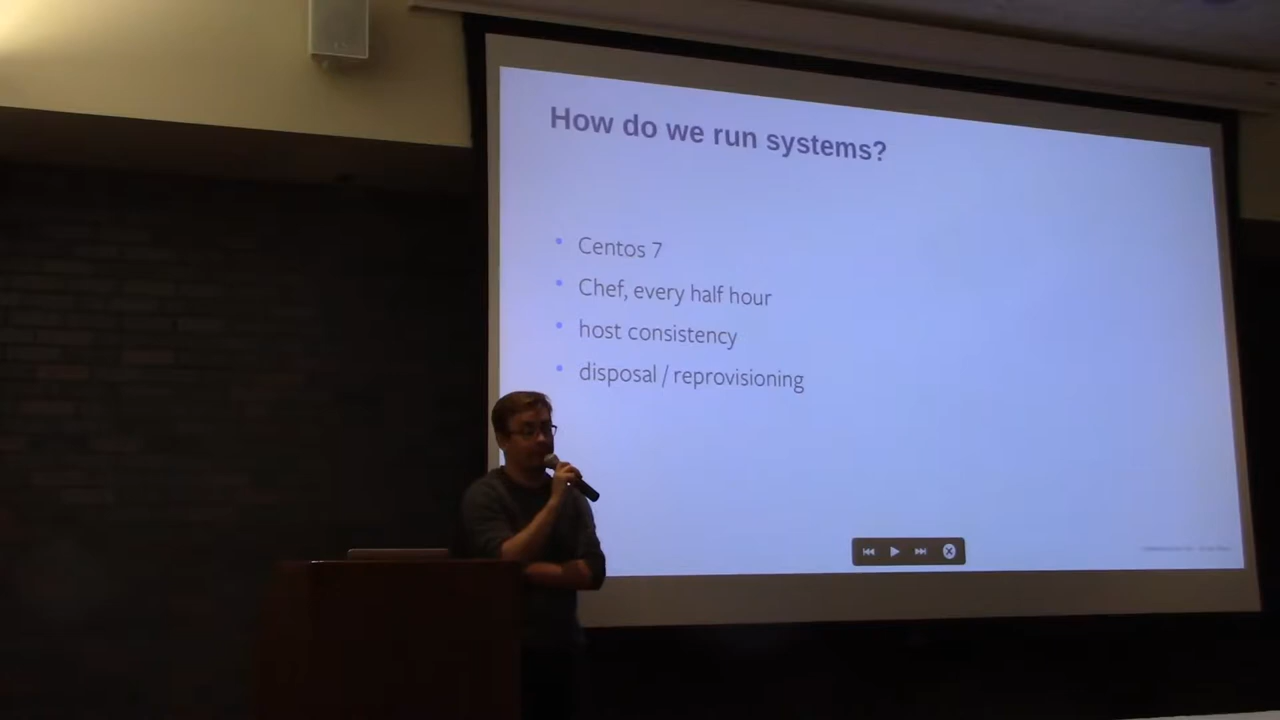 How do we run systems?
Centos 7
Chef, every half hour
host consistency
disposal / reprovisioning